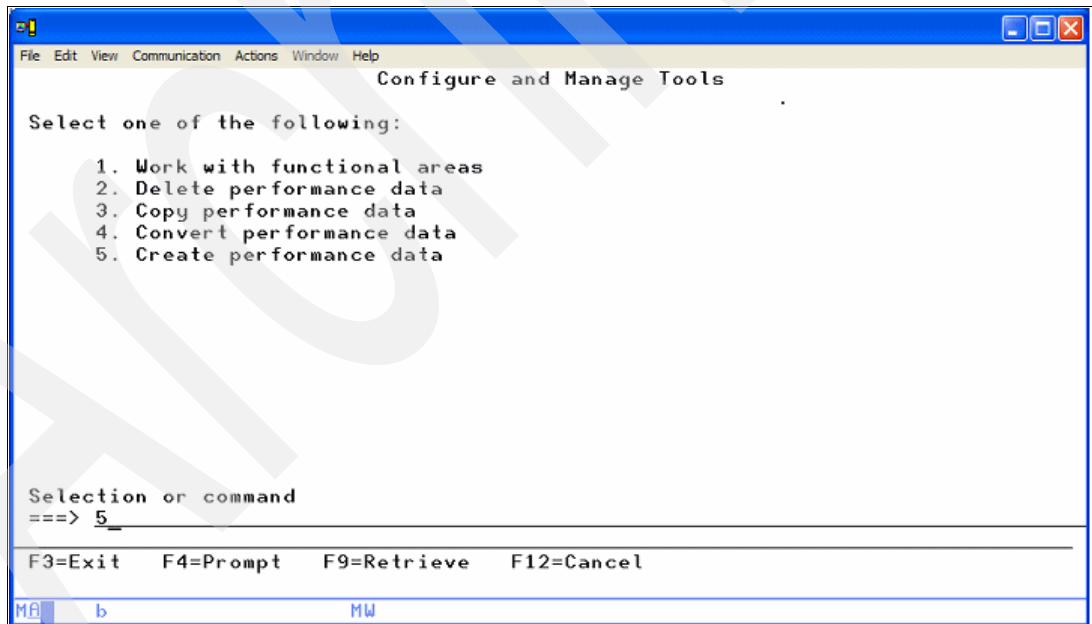 File Edit View Communication Actions Window Help
Configure and Manage Tools
Select one of the following:
1. Work with functional areas
2. Delete performance data
3. Copy performance data
4. Convert performance data
5. Create performance data
Selection or command
===> 5_
F3=Exit F4=Prompt F9=Retrieve F12=Cancel
MA b MW